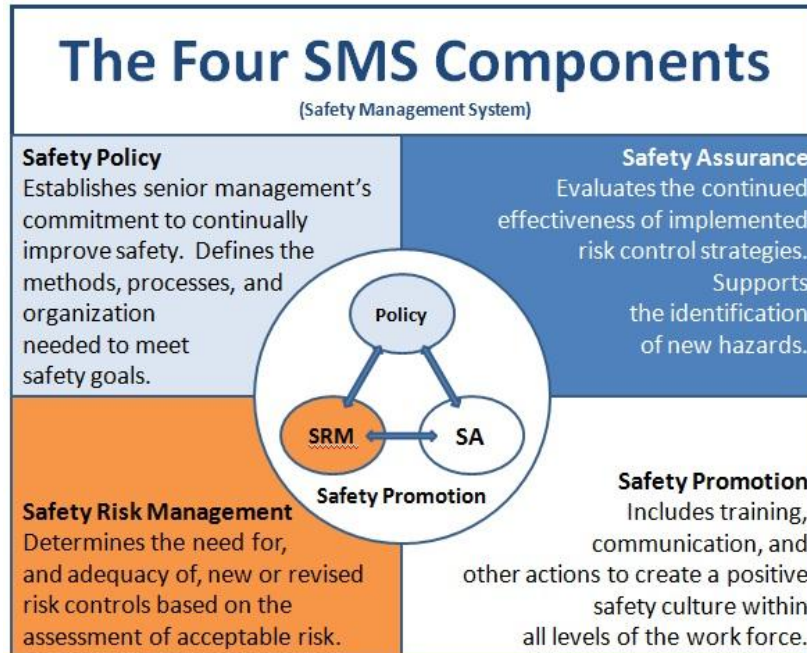 The Four SMS Components
(Safety Management System)
Safety Policy
Establishes senior management's
commitment to continually
improve safety. Defines the
methods, processes, and
organization
needed to meet
safety goals.
Safety Assurance
Evaluates the continued
effectiveness of implemented
risk control strategies.
Supports
the identification
of new hazards.
Policy
SRM
SA
Safety Promotion
Safety Risk Management
Determines the need for,
and adequacy of, new or revised
risk controls based on the
assessment of acceptable risk.
Safety Promotion
Includes training,
communication, and
other actions to create a positive
safety culture within
all levels of the work force.